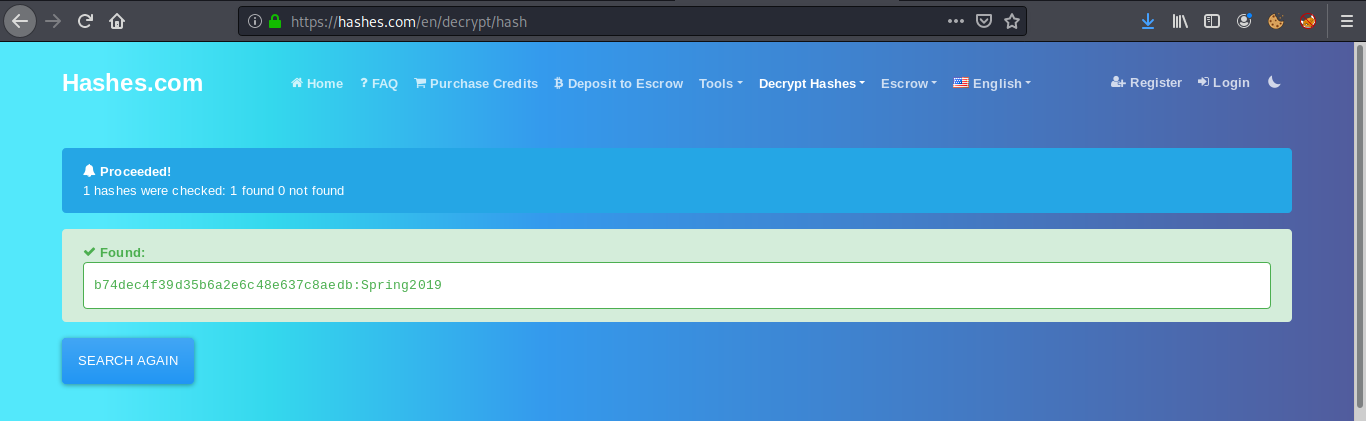 https://hashes.com/en/decrypt/hash
Hashes.com
Home
? FAQ
Purchase Credits
Deposit to Escrow
Tools
Decrypt Hashes
Escrow
English
Register
Login
Proceeded!
1 hashes were checked: 1 found 0 not found
Found:
b74dec4f39d35b6a2e6c48e637c8aedb:Spring2019
SEARCH AGAIN